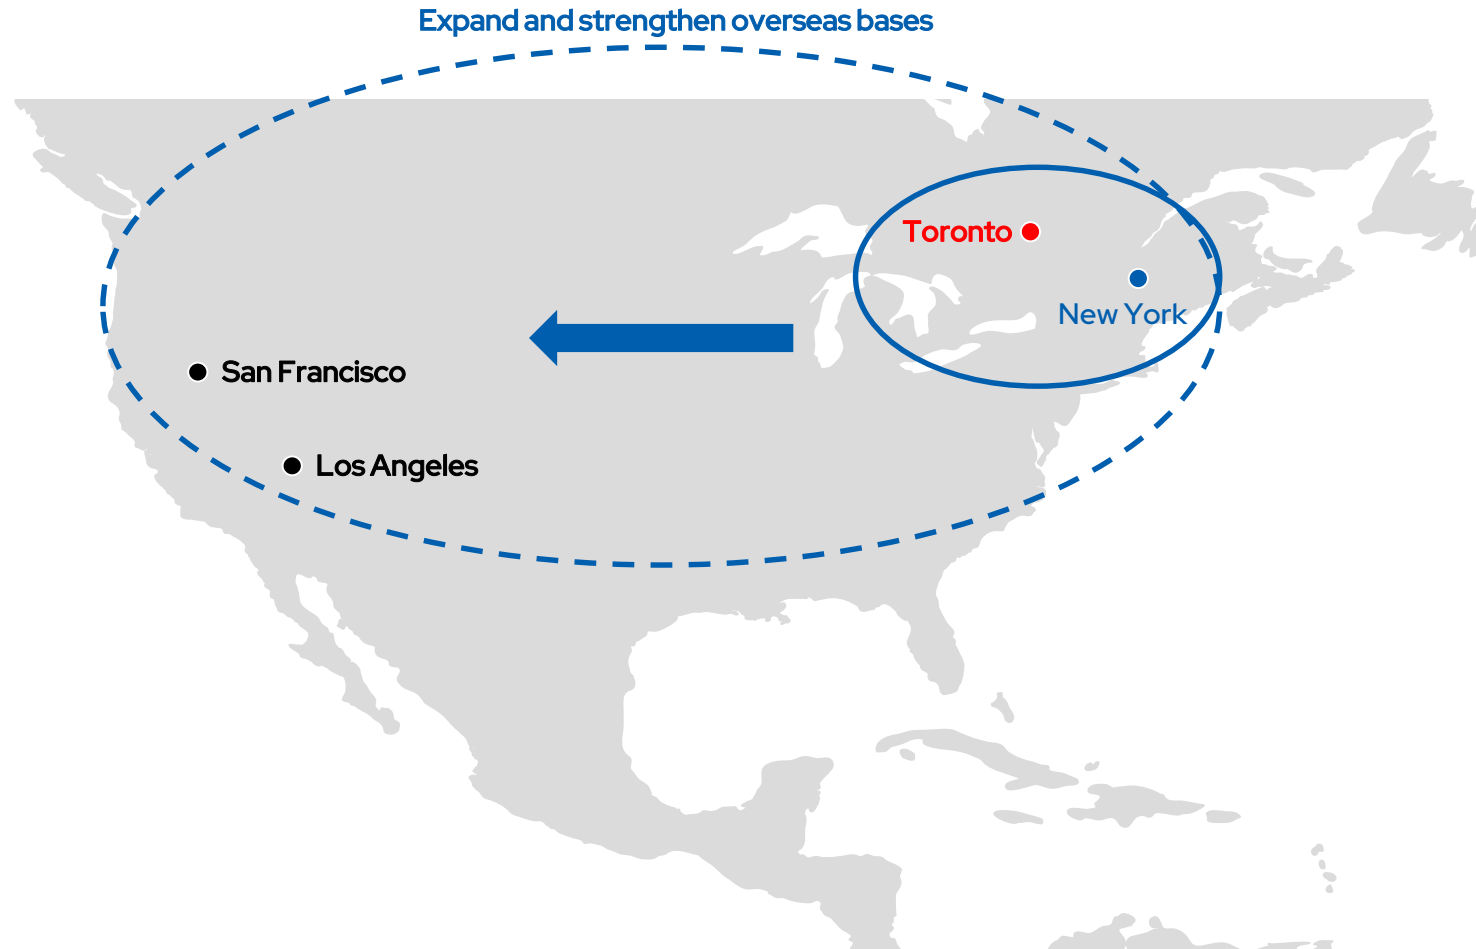 Expand and strengthen overseas bases
Toronto
New York
San Francisco
Los Angeles